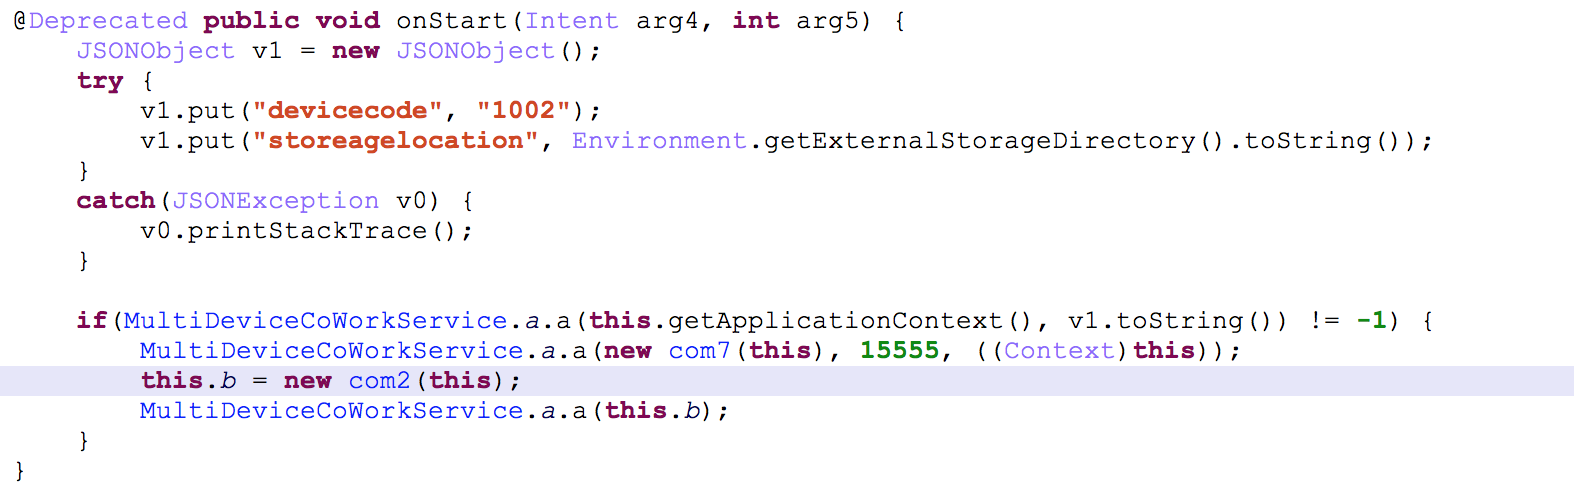 @Deprecated public void onStart(Intent arg4, int arg5) {
    JSONObject v1 = new JSONObject();
    try {
        v1.put("devicecode", "1002");
        v1.put("storeagelocation", Environment.getExternalStorageDirectory().toString());
    }
    catch(JSONException v0) {
        v0.printStackTrace();
    }

    if(MultiDeviceCoWorkService.a.a(this.getApplicationContext(), v1.toString()) != -1) {
        MultiDeviceCoWorkService.a.a(new com7(this), 15555, ((Context)this));
        this.b = new com2(this);
        MultiDeviceCoWorkService.a.a(this.b);
    }
}